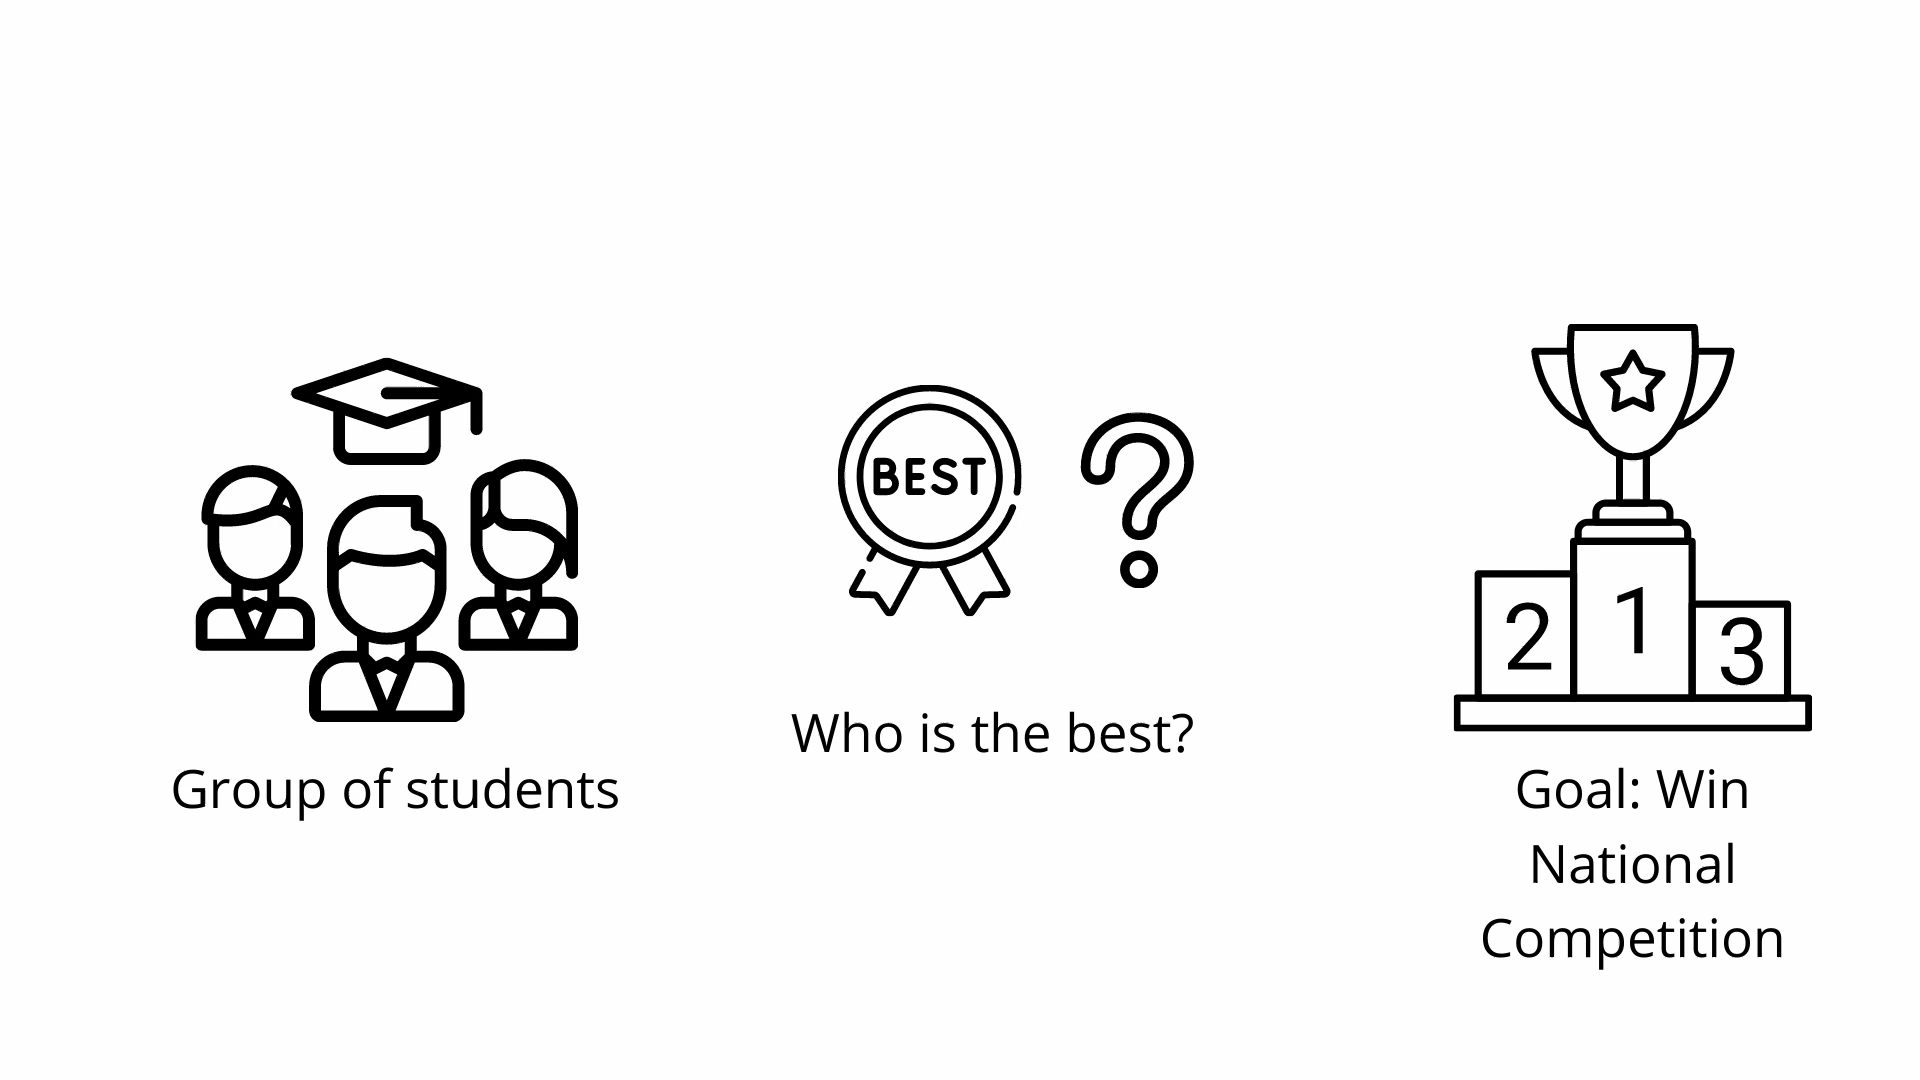 BEST
Who is the best?
Group of students
2
1
3
Goal: Win
National
Competition